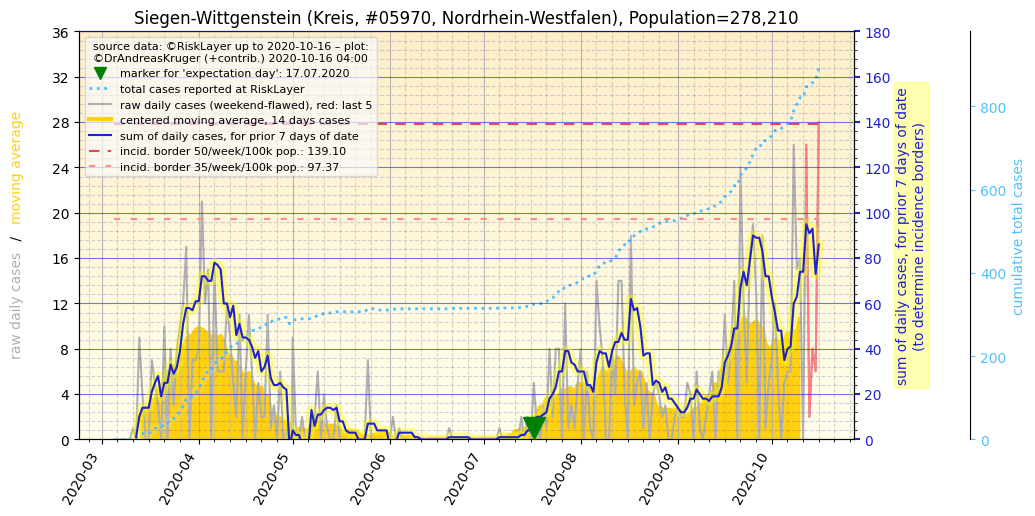 Siegen-Wittgenstein (Kreis, #05970, Nordrhein-Westfalen), Population=278,210
source data: ©RiskLayer up to 2020-10-16 – plot:
©DrAndreasKruger (+contrib.) 2020-10-16 04:00
marker for 'expectation day': 17.07.2020
total cases reported at RiskLayer
raw daily cases (weekend-flawed), red: last 5
centered moving average, 14 days cases
sum of daily cases, for prior 7 days of date
incid. border 50/week/100k pop.: 139.10
incid. border 35/week/100k pop.: 97.37
raw daily cases / moving average
36
32
28
24
20
16
12
8
4
0
2020-03
2020-04
2020-05
2020-06
2020-07
2020-08
2020-09
2020-10
180
160
140
120
100
80
60
40
20
0
sum of daily cases, for prior 7 days of date
(to determine incidence borders)
800
600
400
200
0
cumulative total cases